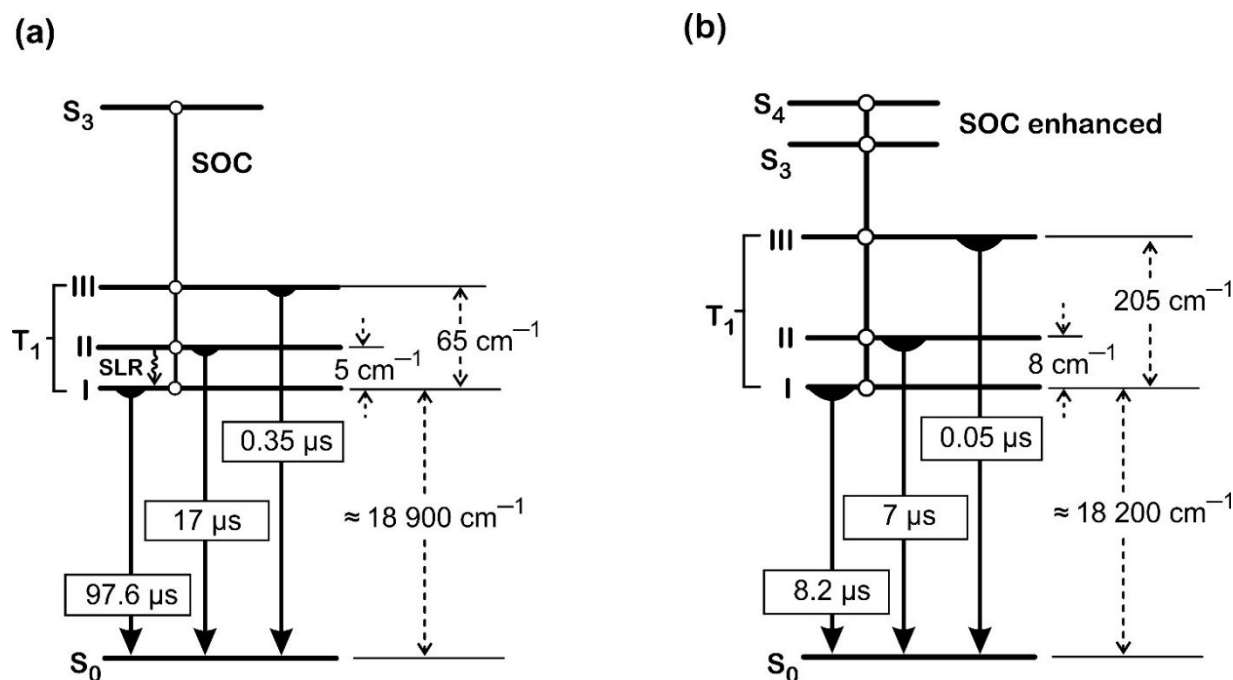 (a)
S₃
SOC
III
T₁
II
SLR
I
5 cm⁻¹
65 cm⁻¹
0.35 µs
17 µs
97.6 µs
≈ 18 900 cm⁻¹
S₀
(b)
S₄
S₃
SOC enhanced
III
T₁
II
I
8 cm⁻¹
205 cm⁻¹
0.05 µs
7 µs
8.2 µs
≈ 18 200 cm⁻¹
S₀